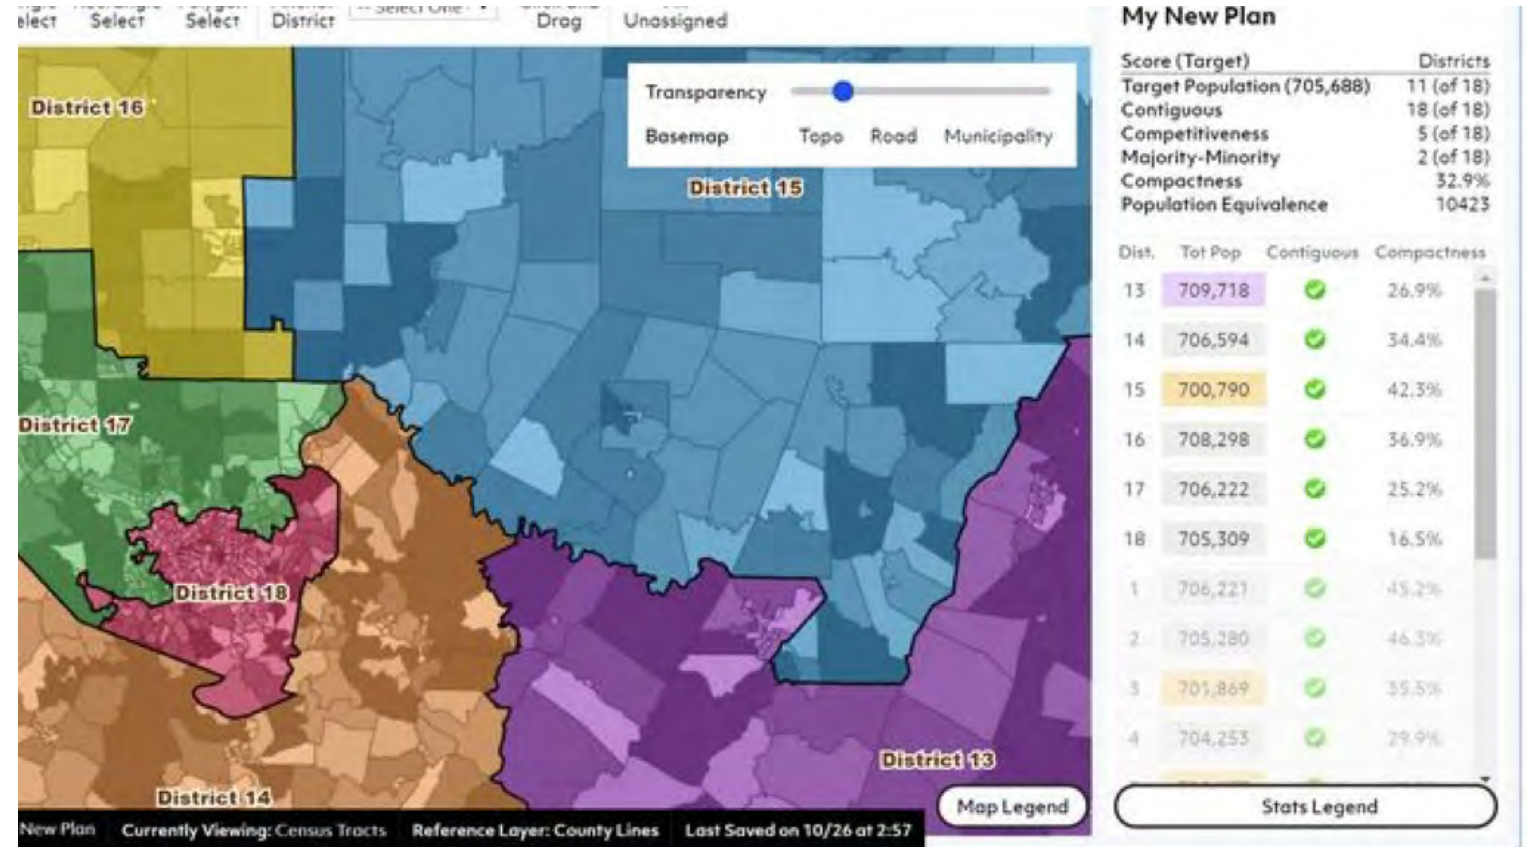 Select
Select
District
-- Select One --
Drag
Unassigned
District 16
Transparency
Basemap Topo Road Municipality
District 15
District 17
District 18
District 13
District 14
Map Legend
New Plan Currently Viewing: Census Tracts Reference Layer: County Lines Last Saved on 10/26 at 2:57
My New Plan
Score (Target) Districts
Target Population (705,688) 11 (of 18)
Contiguous 18 (of 18)
Competitiveness 5 (of 18)
Majority-Minority 2 (of 18)
Compactness 32.9%
Population Equivalence 10423
Dist. Tot Pop Contiguous Compactness
13 709,718 26.9%
14 706,594 34.4%
15 700,790 42.3%
16 708,298 36.9%
17 706,222 25.2%
18 705,309 16.5%
1 706,221 45.2%
2 705,280 46.3%
3 701,869 35.5%
4 704,253 29.9%
Stats Legend